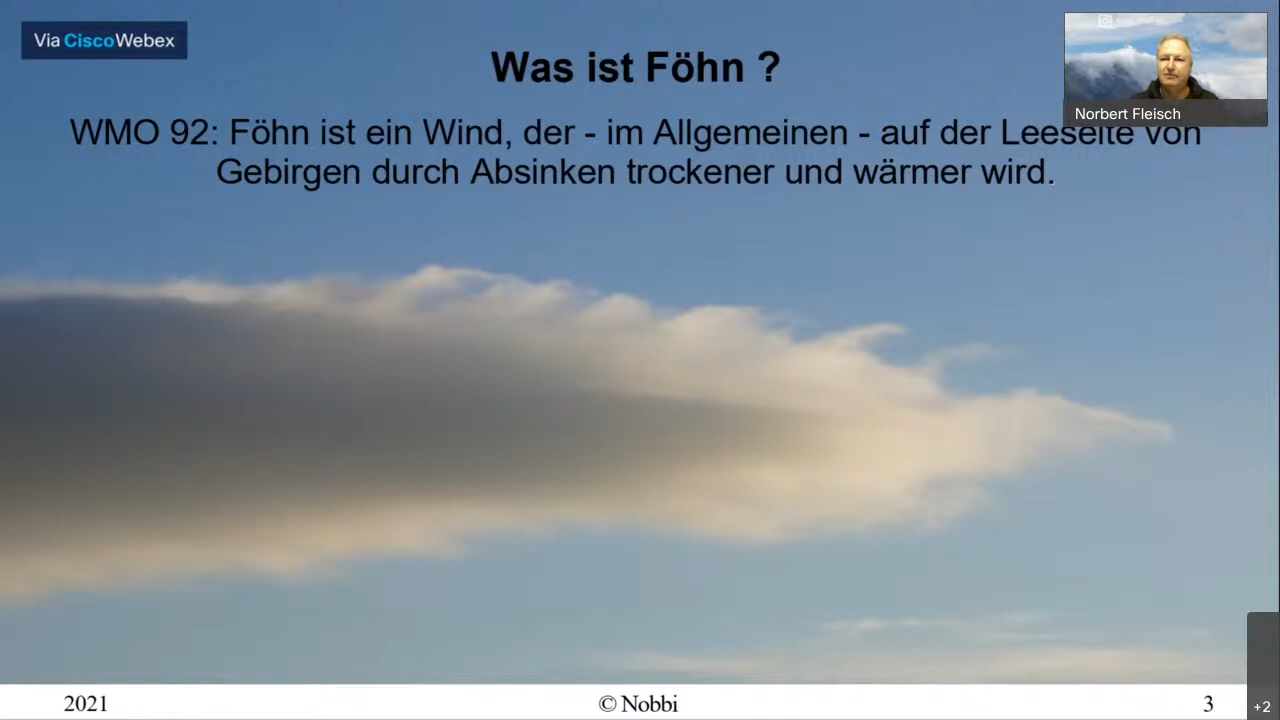 Via CiscoWebex
Was ist Föhn ?
Norbert Fleisch
WMO 92: Föhn ist ein Wind, der - im Allgemeinen - auf der Leeseite von
Gebirgen durch Absinken trockener und wärmer wird.
2021
© Nobbi
3
+2